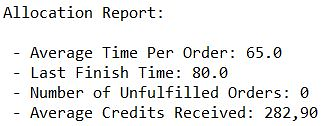 Allocation Report:
- Average Time Per Order: 65.0
- Last Finish Time: 80.0
- Number of Unfulfilled Orders: 0
- Average Credits Received: 282,90